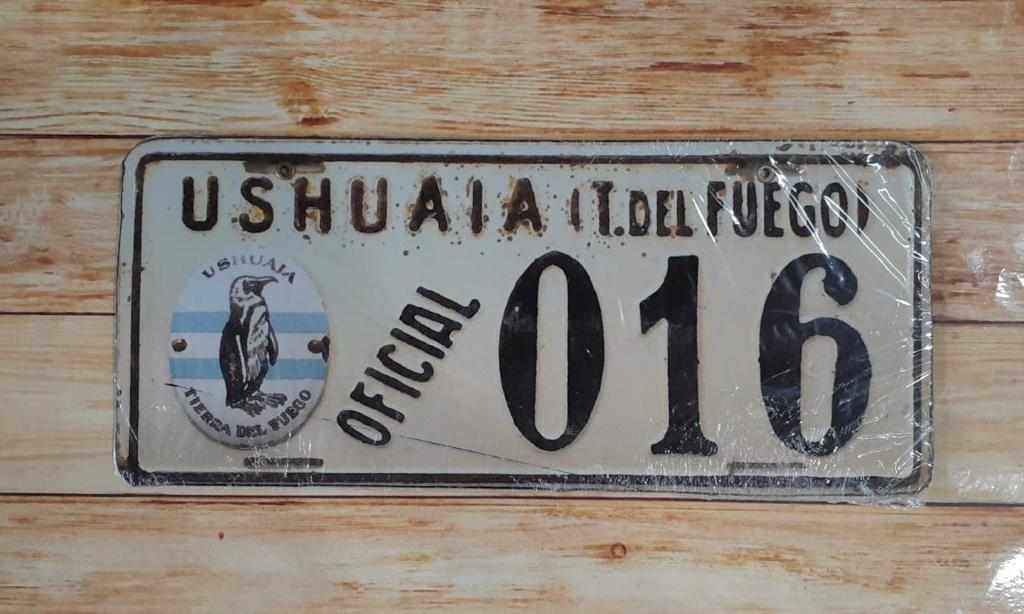 USHUAIA (T.DEL FUEGO)
USHUAIA
TIERRA DEL FUEGO
OFICIAL
016